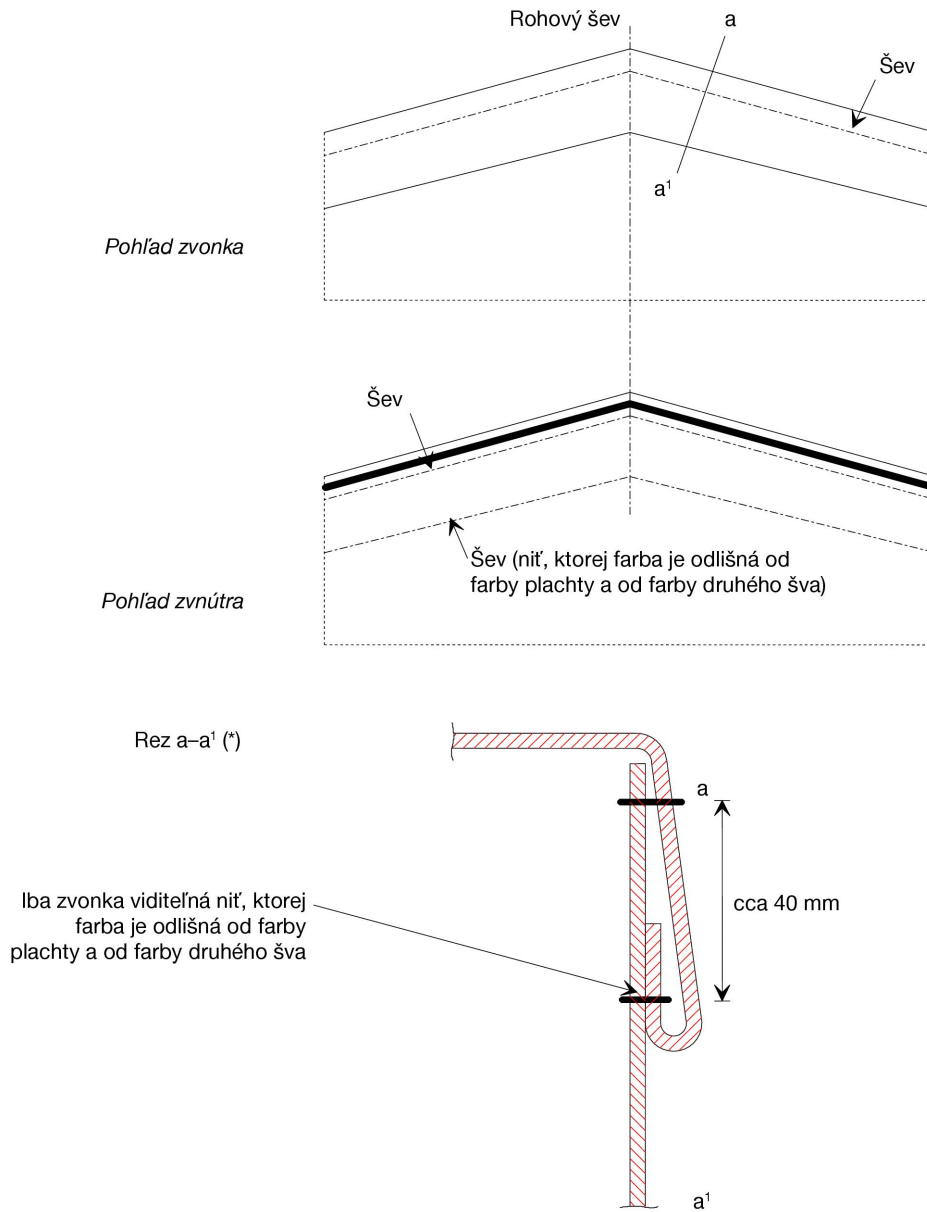 Rohový šev
a
Šev
a¹
Pohľad zvonka
Šev
Šev (niť, ktorej farba je odlišná od
farby plachty a od farby druhého šva)
Pohľad zvnútra
Rez a–a¹ (*)
a
cca 40 mm
Iba zvonka viditeľná niť, ktorej
farba je odlišná od farby
plachty a od farby druhého šva
a¹